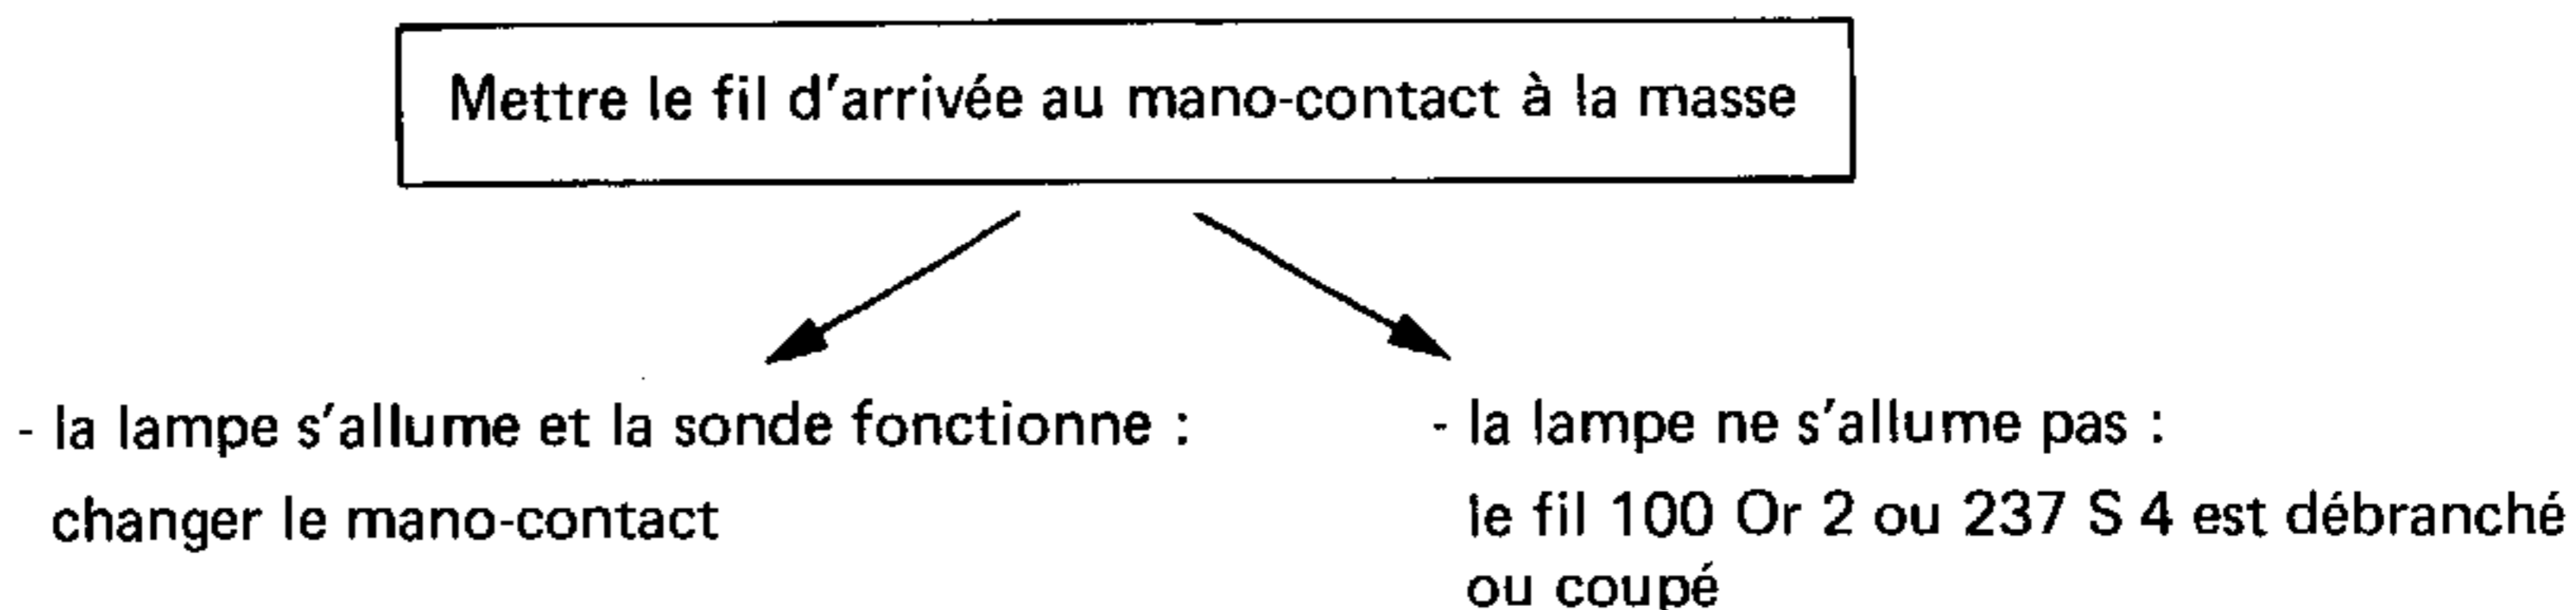 Mettre le fil d'arrivée au mano-contact à la masse
- la lampe s'allume et la sonde fonctionne :
changer le mano-contact
- la lampe ne s'allume pas :
le fil 100 Or 2 ou 237 S 4 est débranché
ou coupé